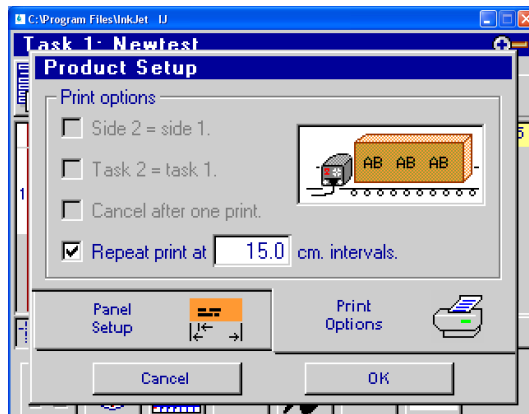 C:\Program Files\InkJet IJ
Task 1: Newtest
Product Setup
Print options
Side 2 = side 1.
Task 2 = task 1.
Cancel after one print.
Repeat print at 15.0 cm. intervals.
AB AB AB
Panel
Setup
Print
Options
Cancel
OK
1
5